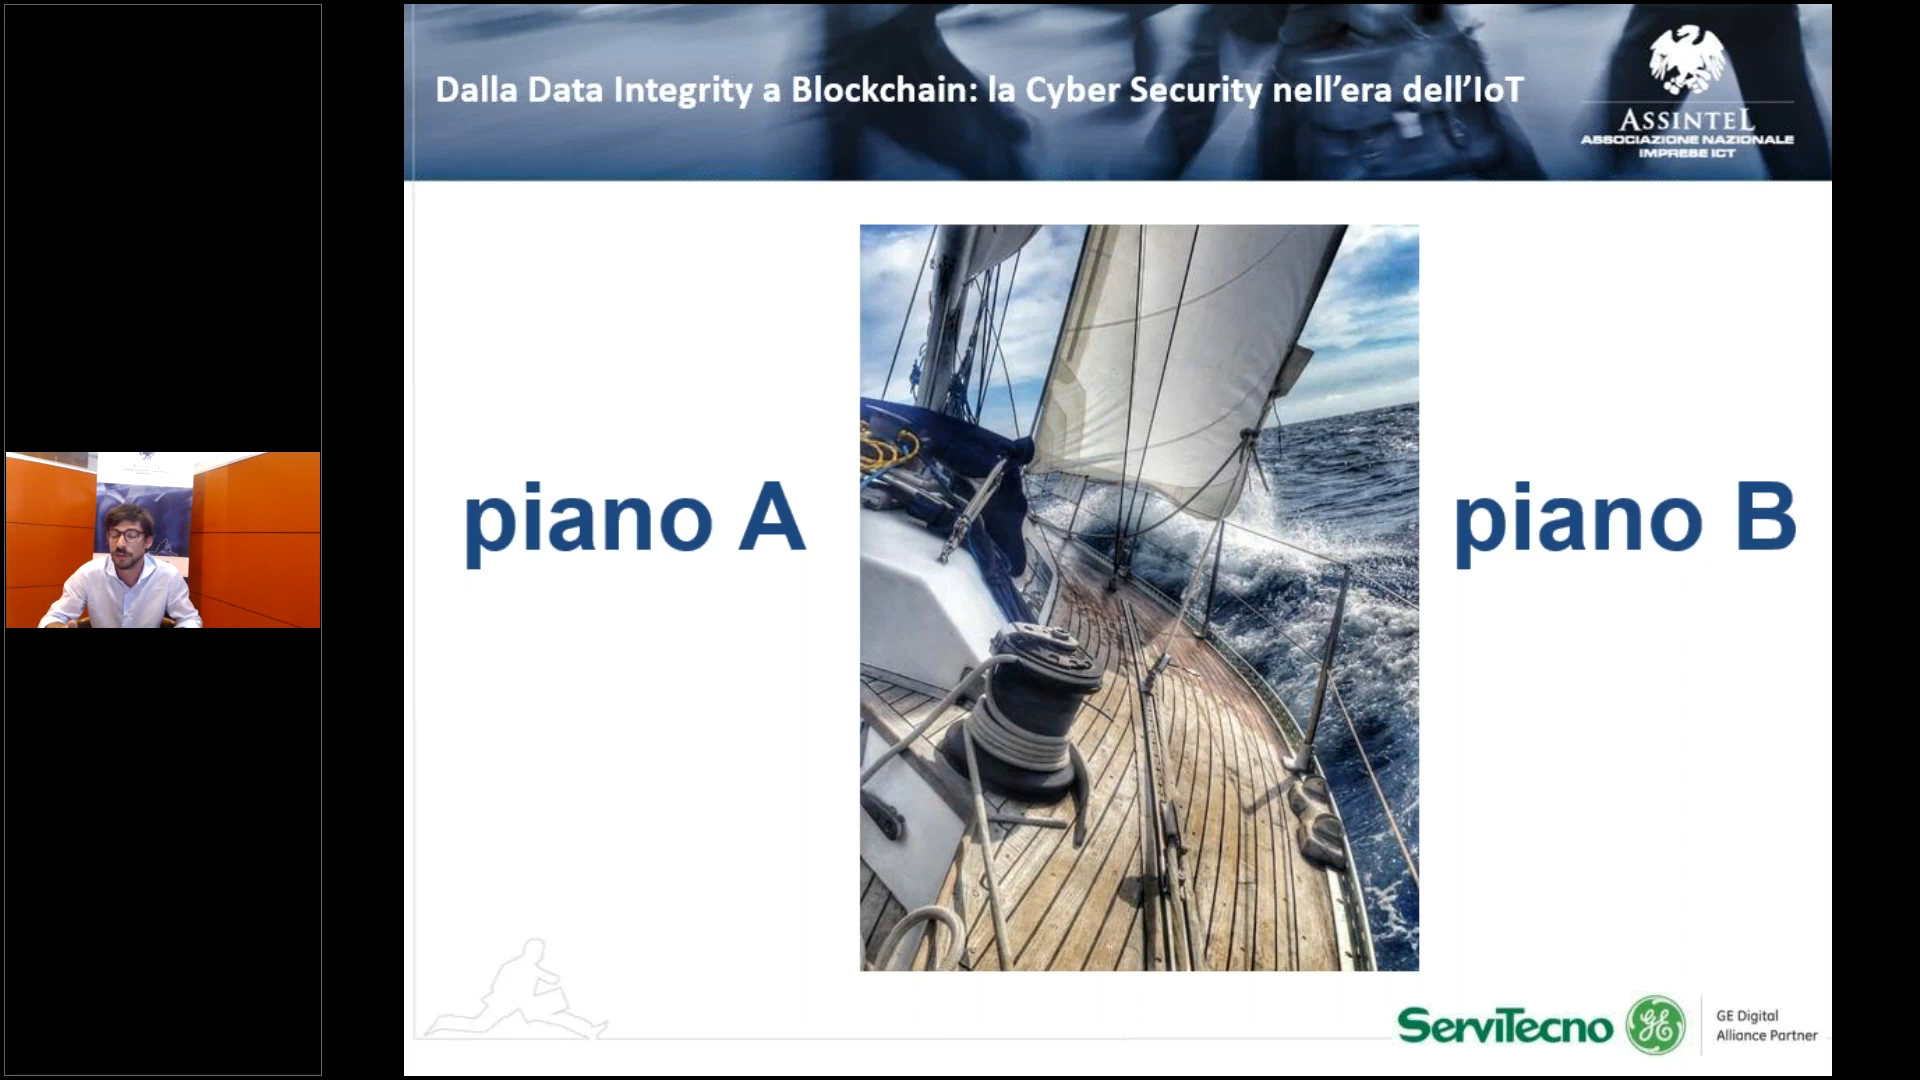 Dalla Data Integrity a Blockchain: la Cyber Security nell'era dell'IoT
ASSINTEL
ASSOCIAZIONE NAZIONALE
IMPRESE ICT
piano A
piano B
ServiTecno
GE
GE Digital
Alliance Partner